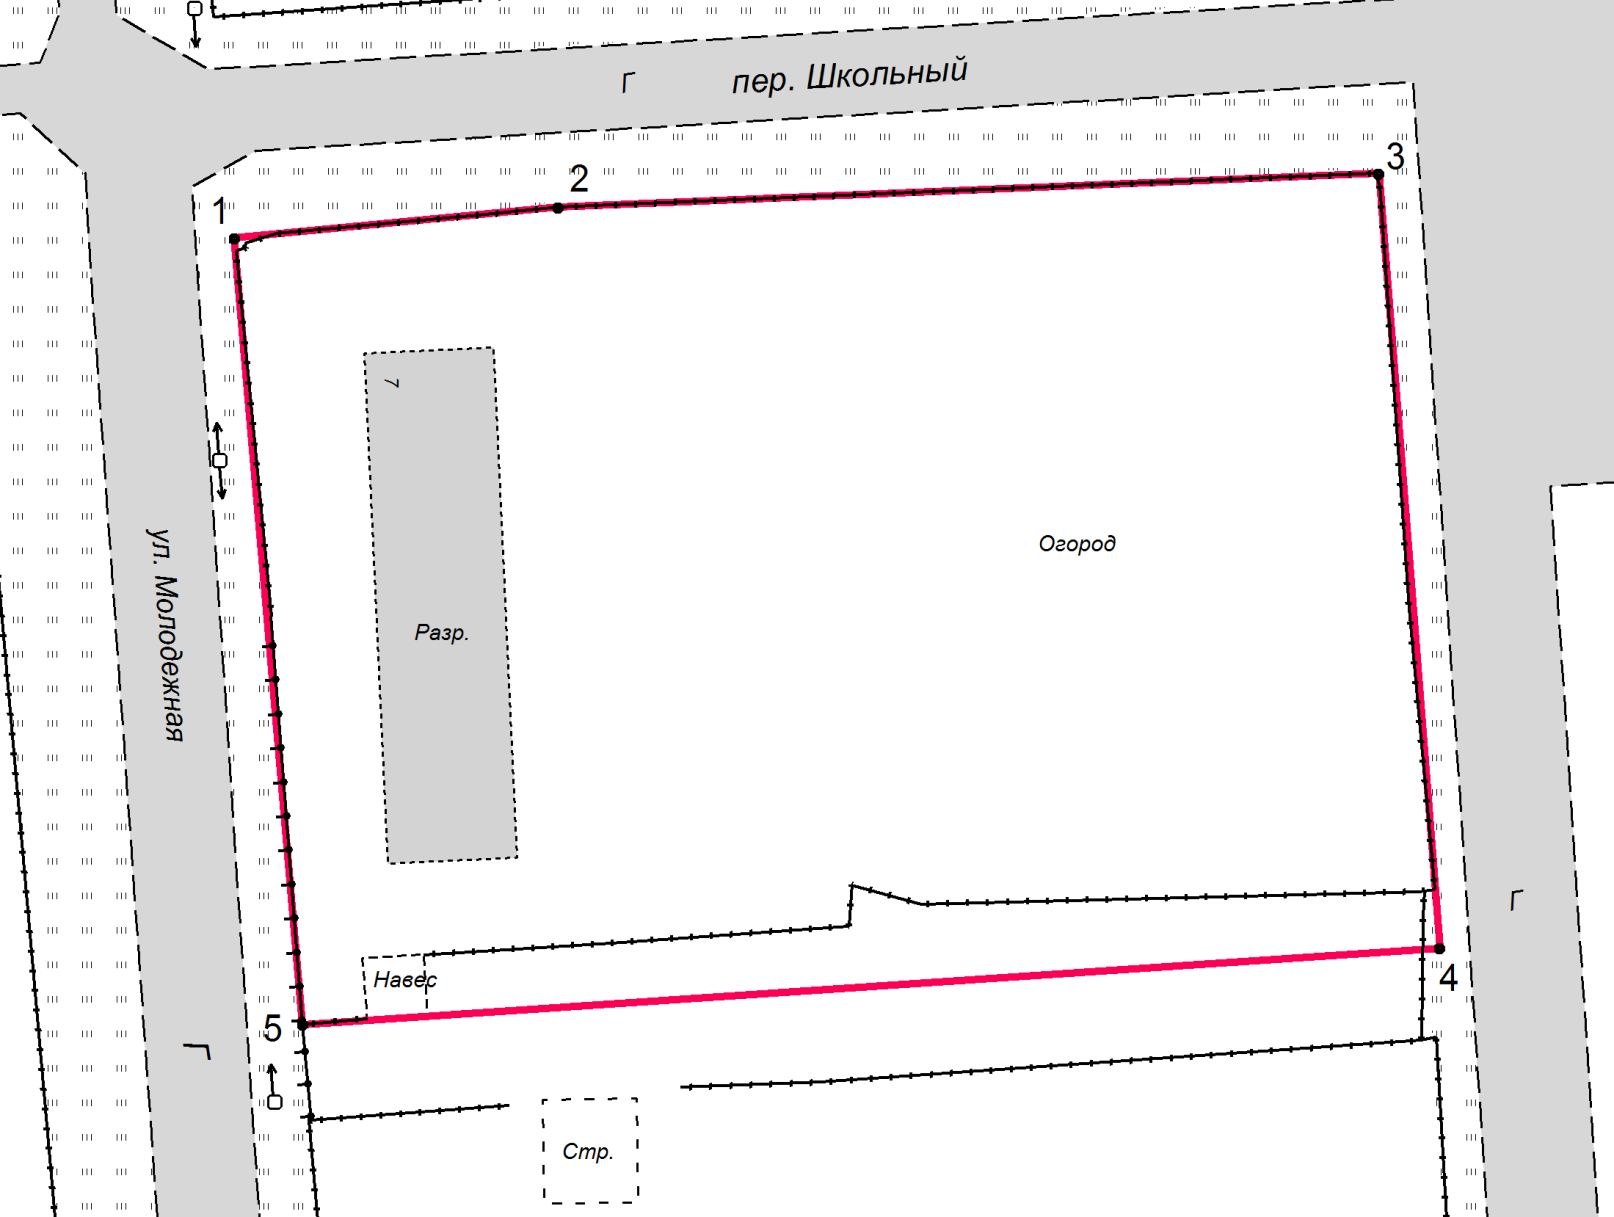 Г
пер. Школьный
3
2
1
7
ул. Молодежная
Огород
Разр.
Г
Навес
4
5
Г
Стр.